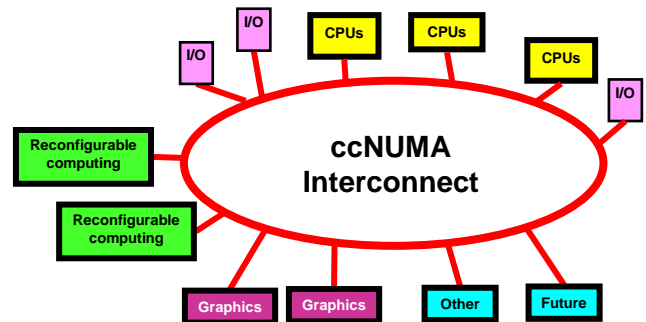 I/O
CPUs
CPUs
I/O
CPUs
I/O
Reconfigurable
computing
ccNUMA
Interconnect
Reconfigurable
computing
Graphics
Graphics
Other
Future